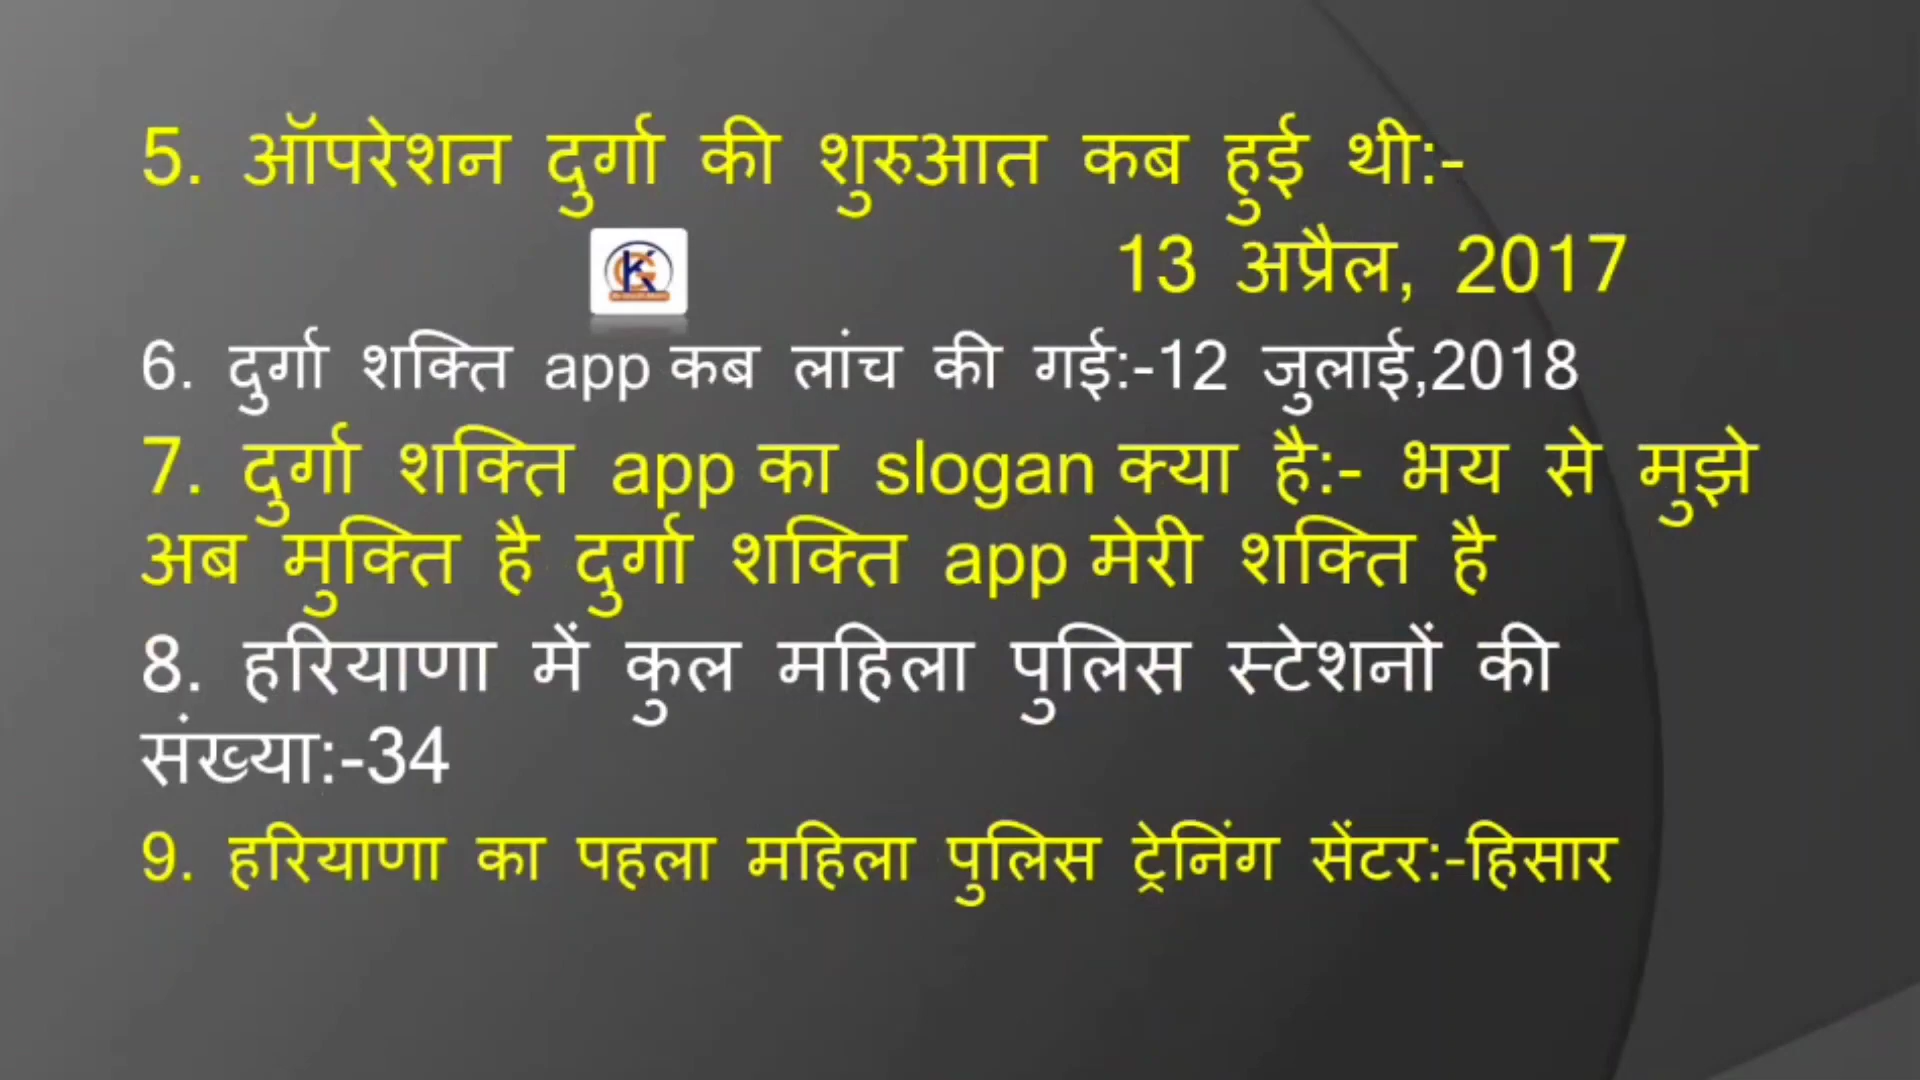 5. ऑपरेशन दुर्गा की शुरुआत कब हुई थी:-
13 अप्रैल, 2017
6. दुर्गा शक्ति app कब लांच की गई:-12 जुलाई,2018
7. दुर्गा शक्ति app का slogan क्या है:- भय से मुझे
अब मुक्ति है दुर्गा शक्ति app मेरी शक्ति है
8. हरियाणा में कुल महिला पुलिस स्टेशनों की
संख्या:-34
9. हरियाणा का पहला महिला पुलिस ट्रेनिंग सेंटर:-हिसार